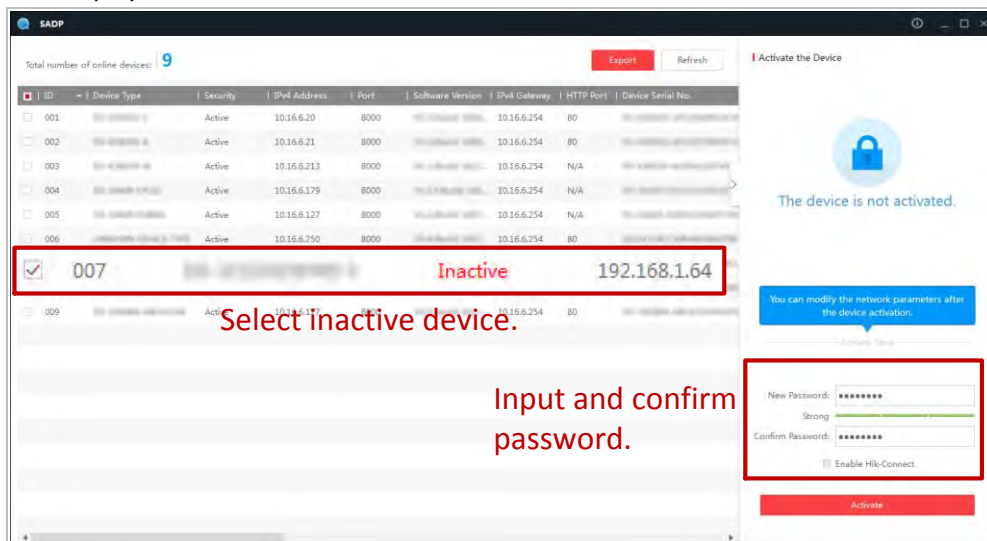 SADP
Total number of online devices: 9
Export
Refresh
Activate the Device
ID
Device Type
Security
IPv4 Address
Port
Software Version
IPv4 Gateway
HTTP Port
Device Serial No.
001 Active 10.16.6.20 8000 10.16.6.254 80
002 Active 10.16.6.21 8000 10.16.6.254 80
003 Active 10.16.6.213 8000 10.16.6.254 N/A
004 Active 10.16.6.179 8000 10.16.6.254 N/A
005 Active 10.16.6.127 8000 10.16.6.254 N/A
006 Active 10.16.6.250 8000 10.16.6.254 80
007 Inactive 192.168.1.64
009 10.16.6.254 80
Select inactive device.
The device is not activated.
You can modify the network parameters after
the device activation.
Activate Now
Input and confirm
password.
New Password: ●●●●●●●●
Strong
Confirm Password: ●●●●●●●●
Enable Hik-Connect
Activate